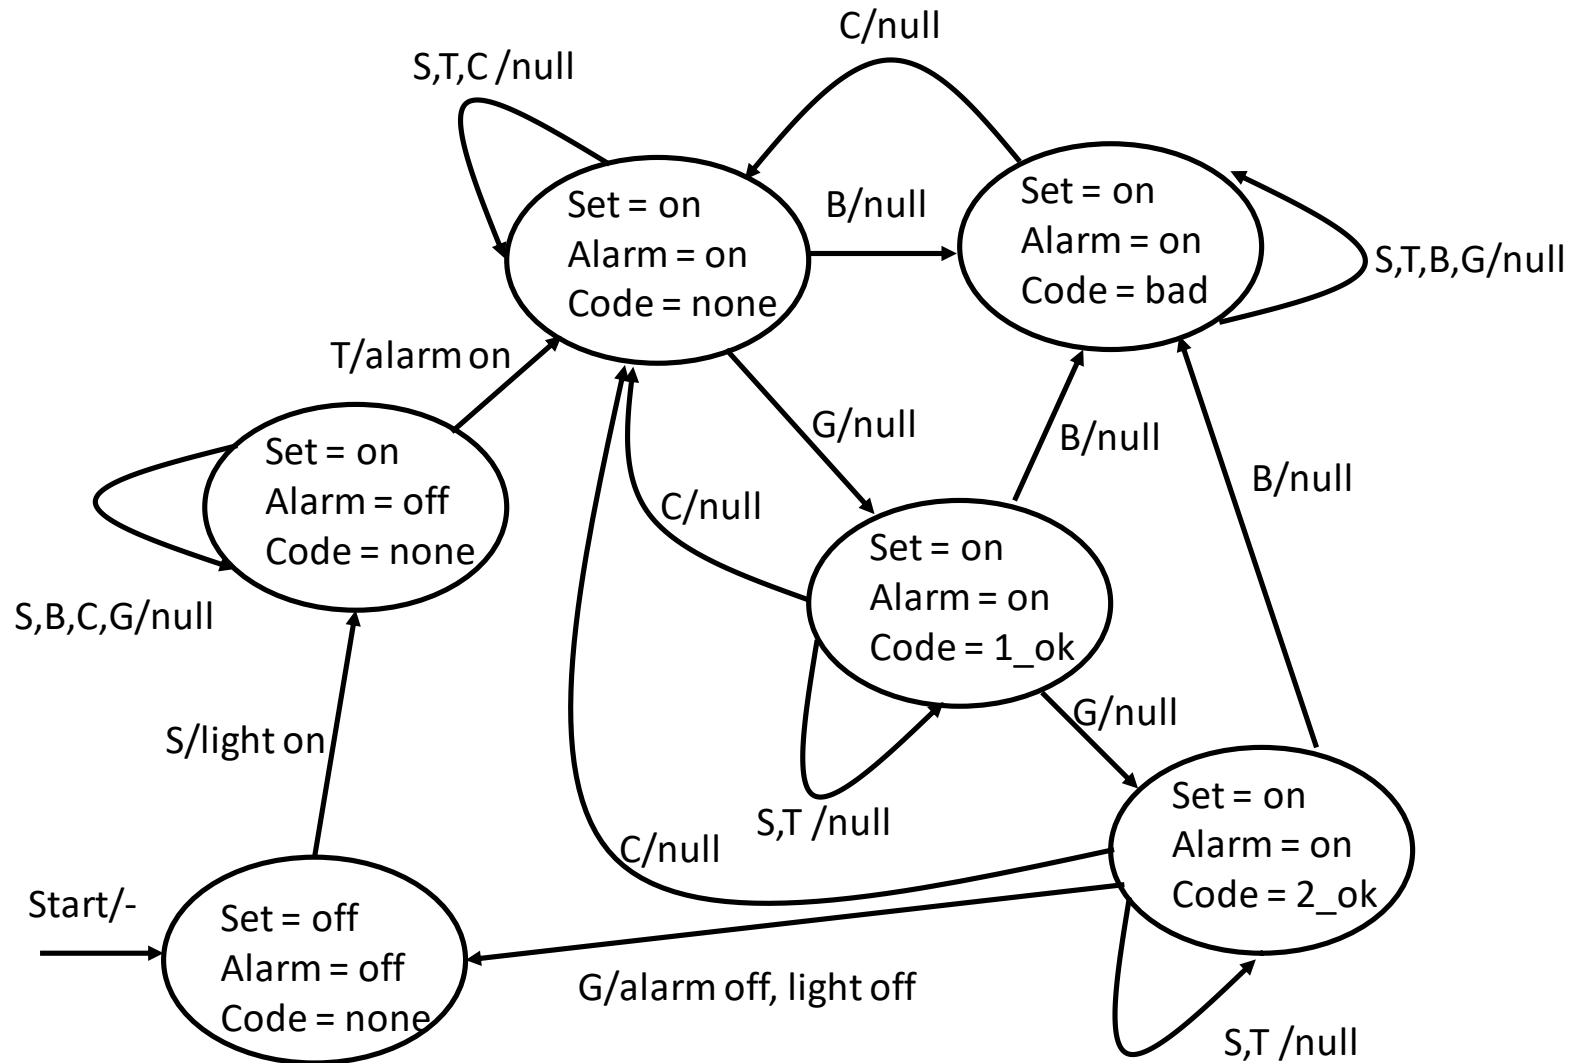 C/null
S,T,C /null
Set = on
Alarm = on
Code = none
B/null
Set = on
Alarm = on
Code = bad
S,T,B,G/null
T/alarm on
Set = on
Alarm = off
Code = none
S,B,C,G/null
G/null
B/null
B/null
C/null
Set = on
Alarm = on
Code = 1_ok
G/null
S/light on
S,T /null
C/null
Set = on
Alarm = on
Code = 2_ok
Start/-
Set = off
Alarm = off
Code = none
G/alarm off, light off
S,T /null